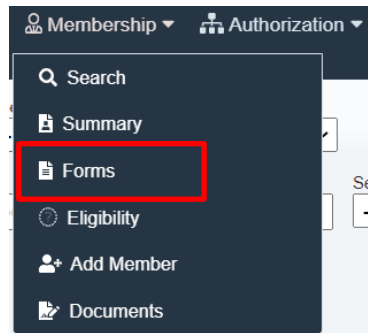 Membership Authorization
Search
Summary
Forms
Eligibility
Add Member
Documents